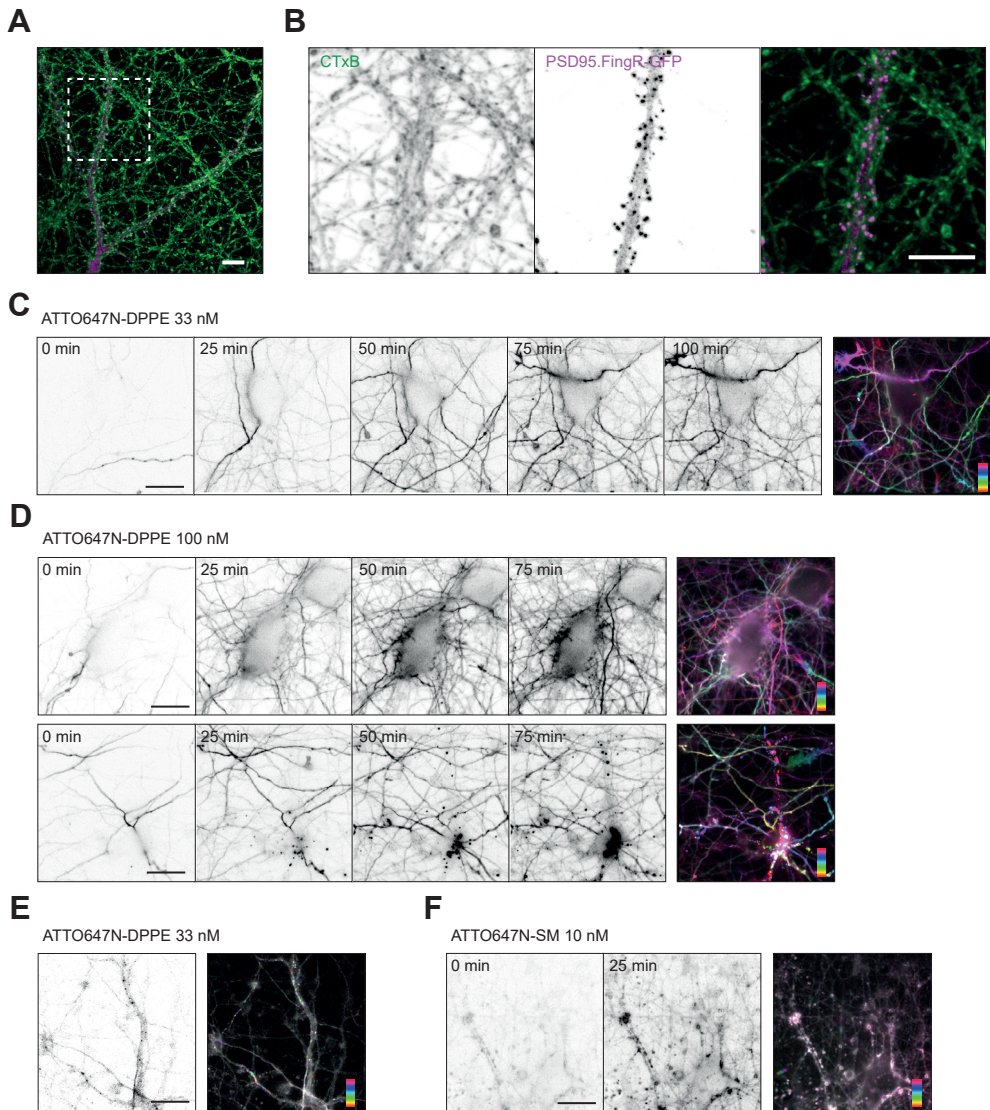 A
B
CTxB
PSD95.FingR-GFP
C
ATTO647N-DPPE 33 nM
0 min
25 min
50 min
75 min
100 min
D
ATTO647N-DPPE 100 nM
0 min
25 min
50 min
75 min
0 min
25 min
50 min
75 min
E
F
ATTO647N-DPPE 33 nM
ATTO647N-SM 10 nM
0 min
25 min